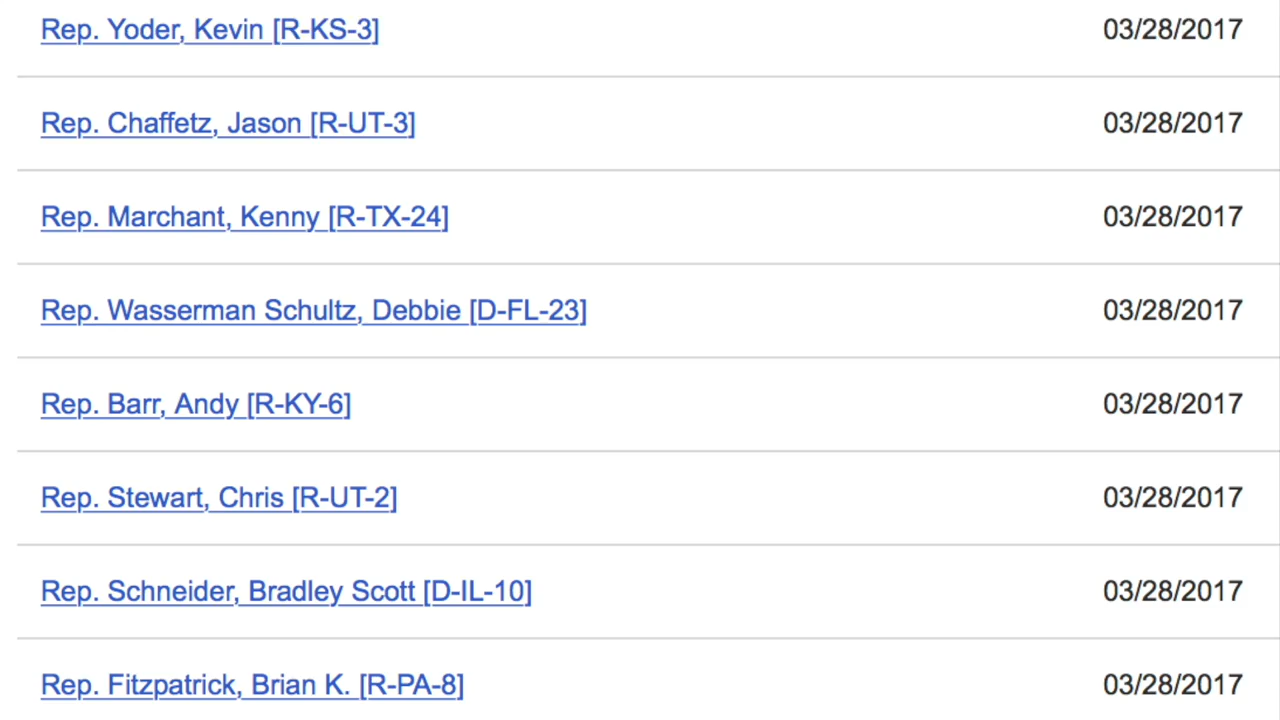 Rep. Yoder, Kevin [R-KS-3] 03/28/2017
Rep. Chaffetz, Jason [R-UT-3] 03/28/2017
Rep. Marchant, Kenny [R-TX-24] 03/28/2017
Rep. Wasserman Schultz, Debbie [D-FL-23] 03/28/2017
Rep. Barr, Andy [R-KY-6] 03/28/2017
Rep. Stewart, Chris [R-UT-2] 03/28/2017
Rep. Schneider, Bradley Scott [D-IL-10] 03/28/2017
Rep. Fitzpatrick, Brian K. [R-PA-8] 03/28/2017